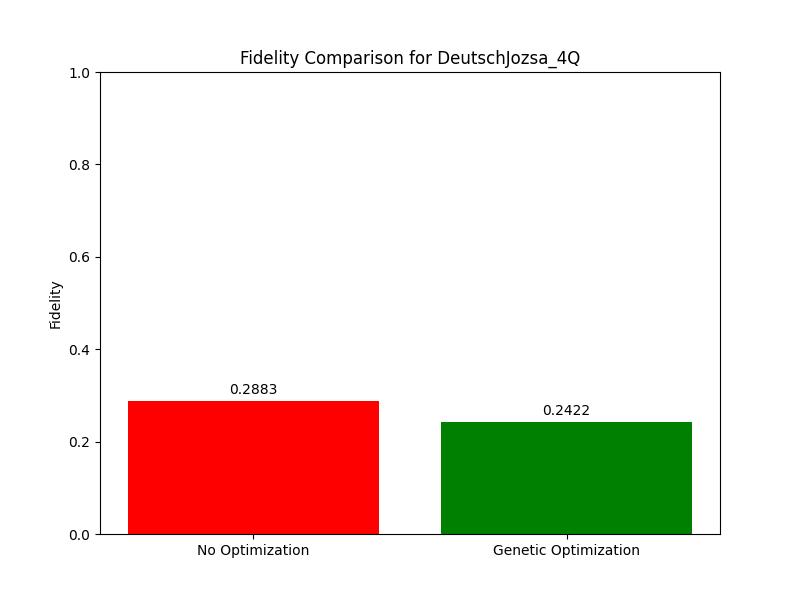 Fidelity Comparison for DeutschJozsa_4Q
1.0
0.8
0.6
0.4
0.2
0.0
Fidelity
0.2883
0.2422
No Optimization
Genetic Optimization